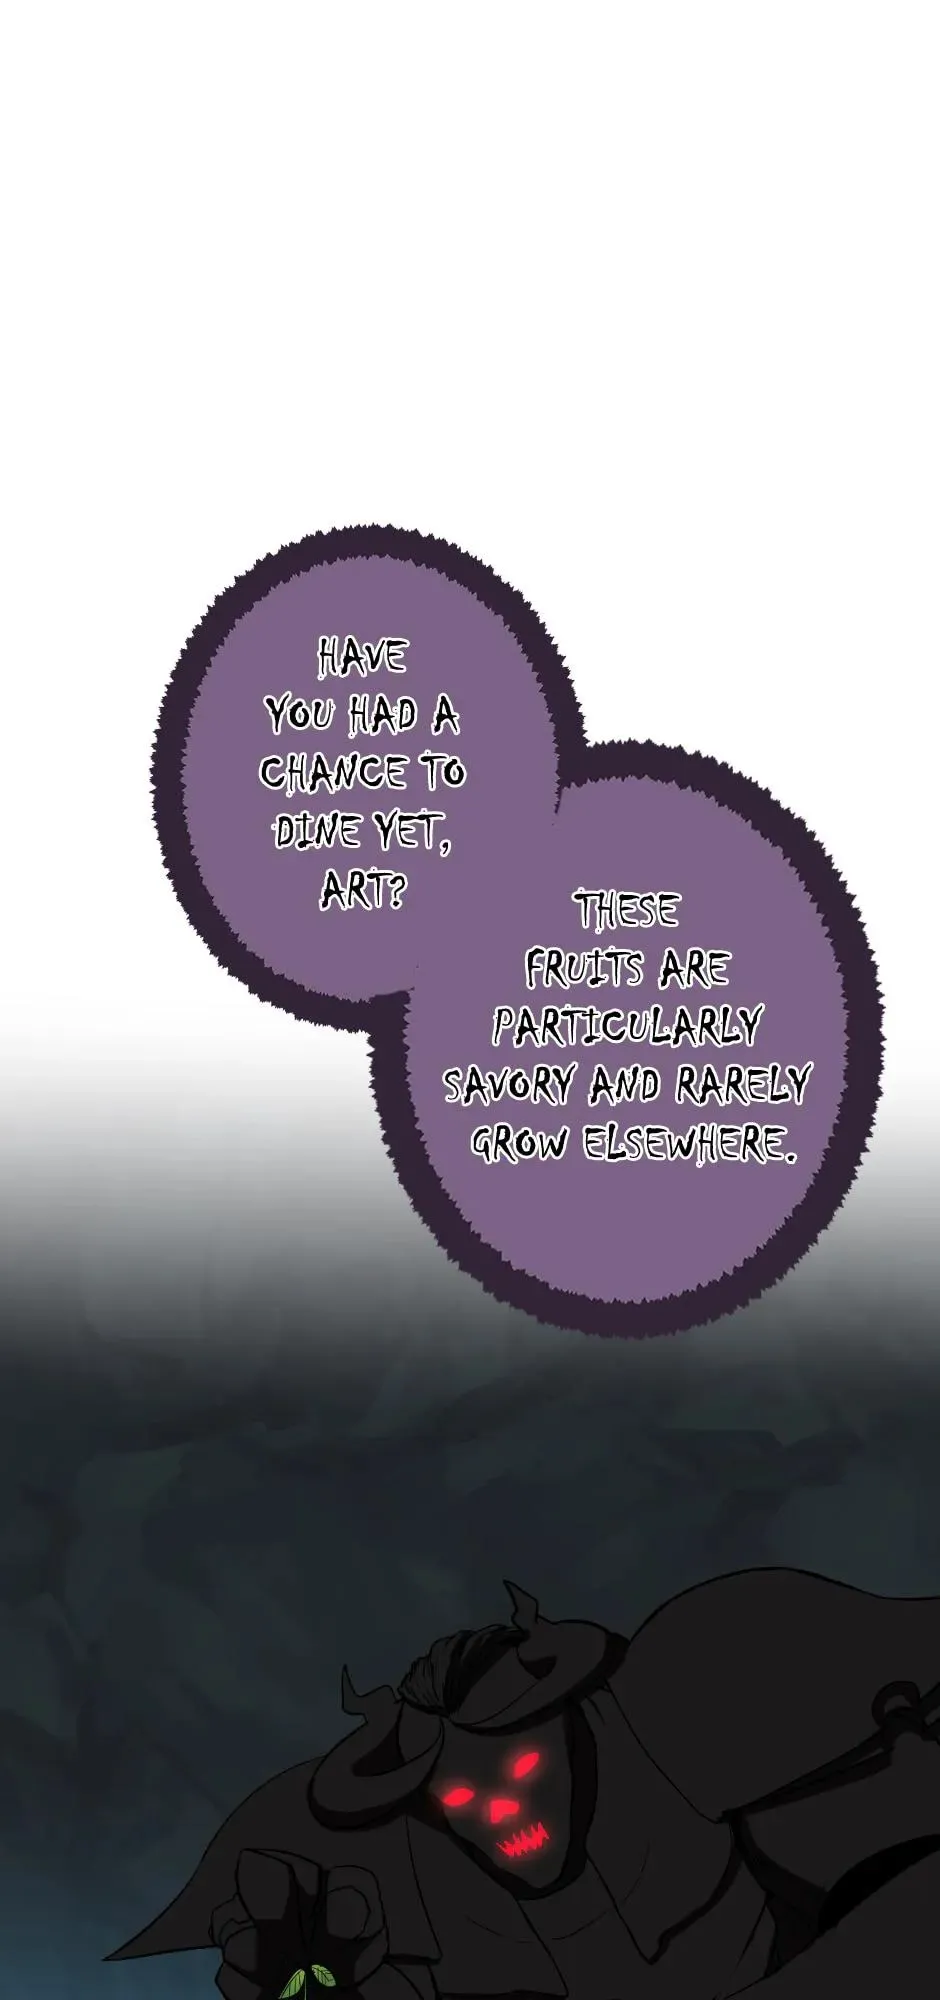 HAVE
YOU HAD A
CHANCE TO
DINE YET,
ART?
THESE
FRUITS ARE
PARTICULARLY
SAVORY AND RARELY
GROW ELSEWHERE.